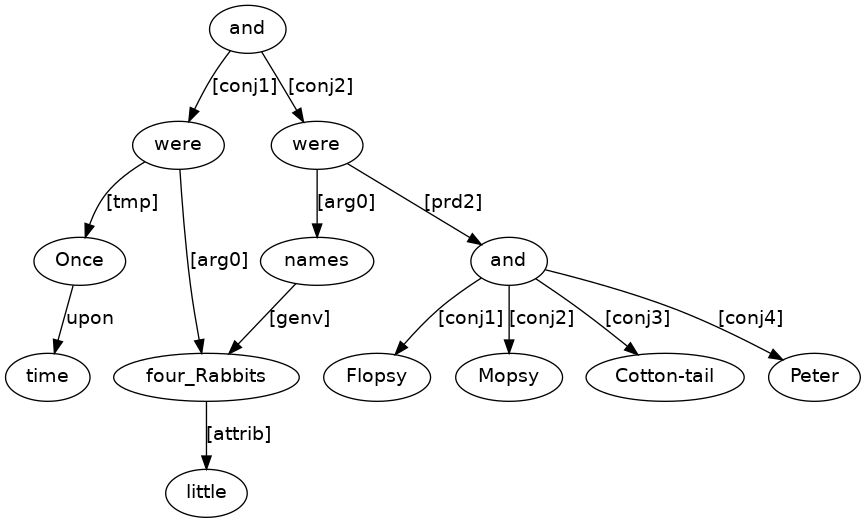 and
[conj1] [conj2]
were were
[tmp] [arg0] [prd2]
[arg0]
Once names and
upon [genv] [conj1] [conj2] [conj3] [conj4]
time four_Rabbits Flopsy Mopsy Cotton-tail Peter
[attrib]
little